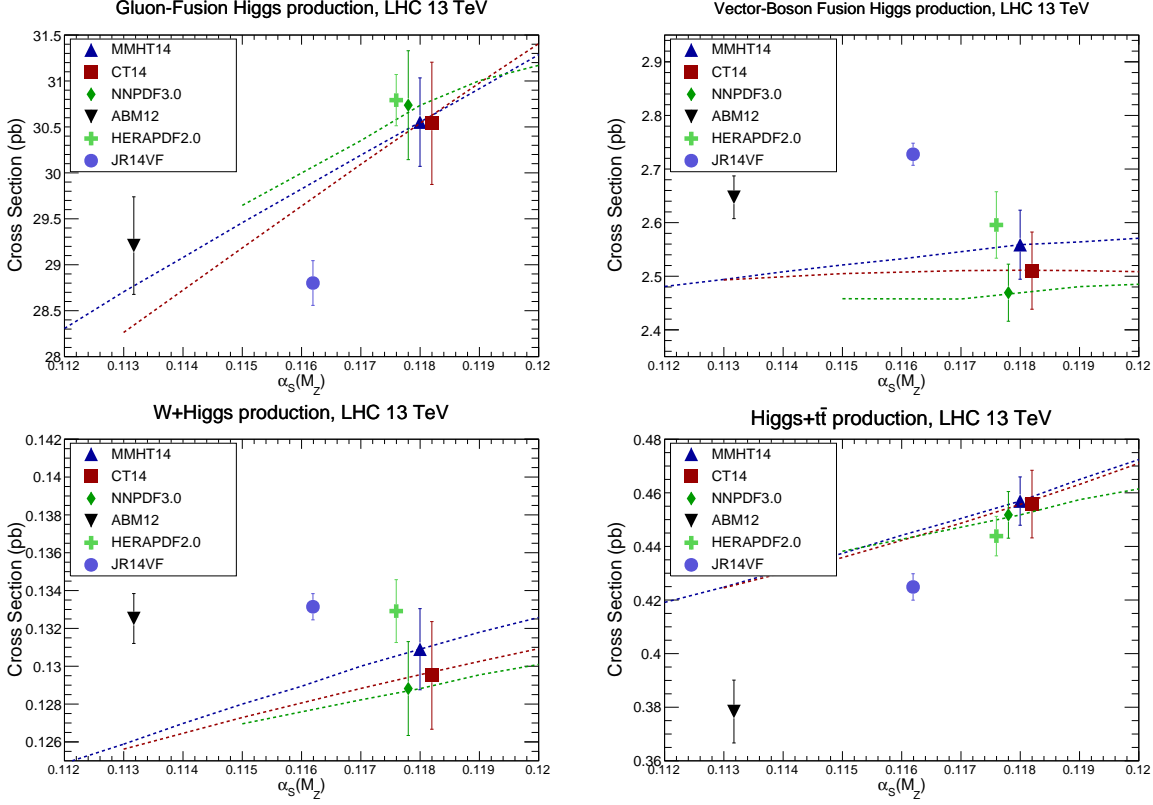 Gluon-Fusion Higgs production, LHC 13 TeV
Cross Section (pb)
31.5
31
30.5
30
29.5
29
28.5
28
MMHT14
CT14
NNPDF3.0
ABM12
HERAPDF2.0
JR14VF
0.112 0.113 0.114 0.115 0.116 0.117 0.118 0.119 0.12
α_S(M_Z)
Vector-Boson Fusion Higgs production, LHC 13 TeV
Cross Section (pb)
2.9
2.8
2.7
2.6
2.5
2.4
MMHT14
CT14
NNPDF3.0
ABM12
HERAPDF2.0
JR14VF
0.112 0.113 0.114 0.115 0.116 0.117 0.118 0.119 0.12
α_S(M_Z)
W+Higgs production, LHC 13 TeV
Cross Section (pb)
0.142
0.14
0.138
0.136
0.134
0.132
0.13
0.128
0.126
MMHT14
CT14
NNPDF3.0
ABM12
HERAPDF2.0
JR14VF
0.112 0.113 0.114 0.115 0.116 0.117 0.118 0.119 0.12
α_S(M_Z)
Higgs+tt̄ production, LHC 13 TeV
Cross Section (pb)
0.48
0.46
0.44
0.42
0.4
0.38
0.36
MMHT14
CT14
NNPDF3.0
ABM12
HERAPDF2.0
JR14VF
0.112 0.113 0.114 0.115 0.116 0.117 0.118 0.119 0.12
α_S(M_Z)